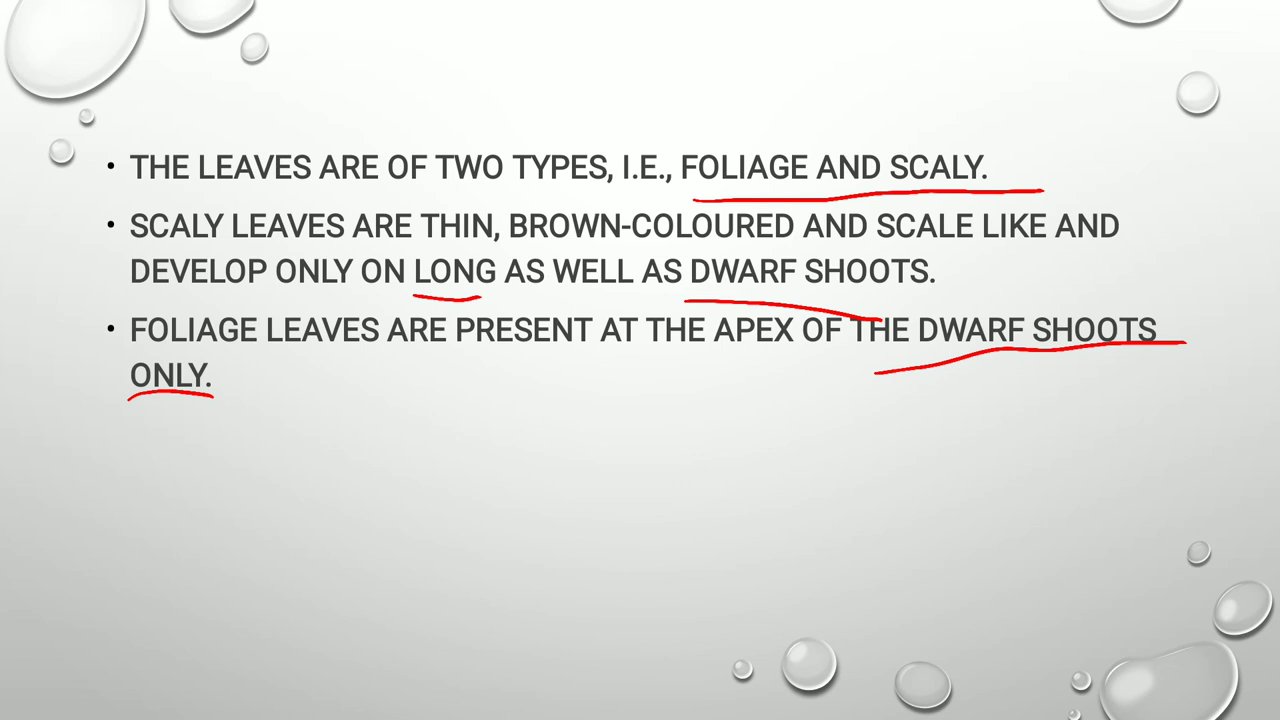 • THE LEAVES ARE OF TWO TYPES, I.E., FOLIAGE AND SCALY.
• SCALY LEAVES ARE THIN, BROWN-COLOURED AND SCALE LIKE AND
DEVELOP ONLY ON LONG AS WELL AS DWARF SHOOTS.
• FOLIAGE LEAVES ARE PRESENT AT THE APEX OF THE DWARF SHOOTS
ONLY.